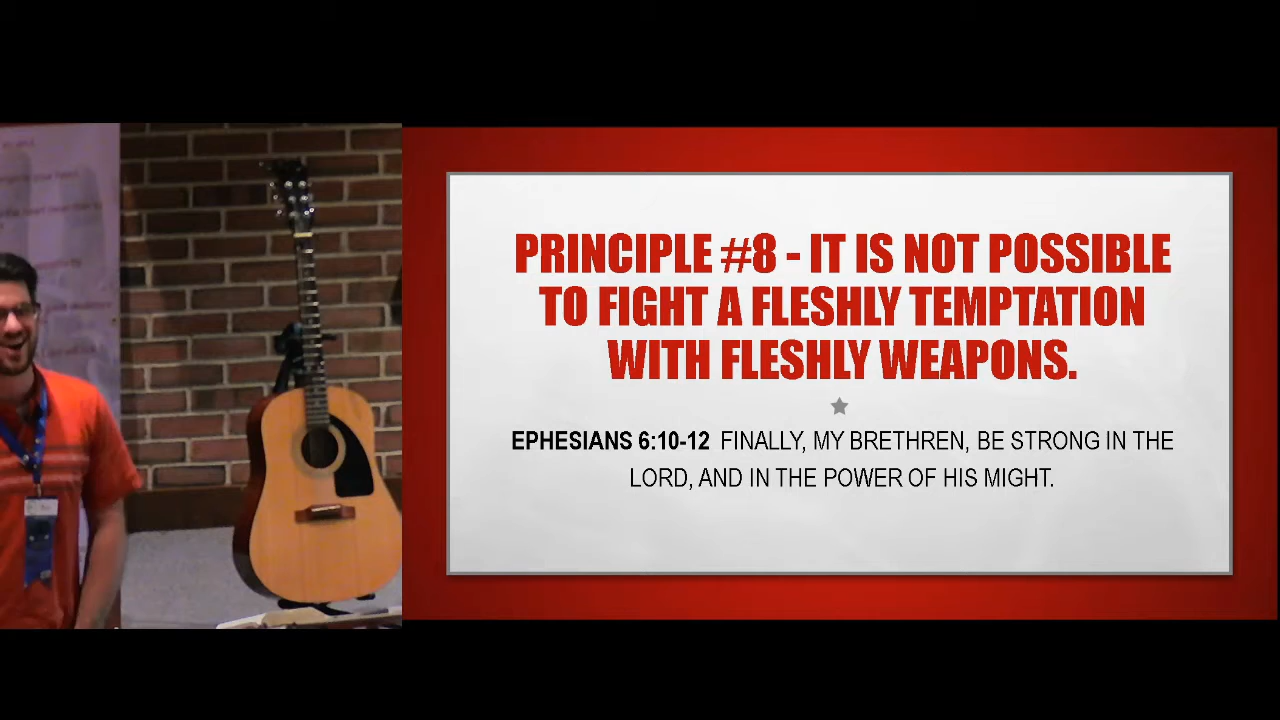 PRINCIPLE #8 - IT IS NOT POSSIBLE
TO FIGHT A FLESHLY TEMPTATION
WITH FLESHLY WEAPONS.
EPHESIANS 6:10-12 FINALLY, MY BRETHREN, BE STRONG IN THE
LORD, AND IN THE POWER OF HIS MIGHT.